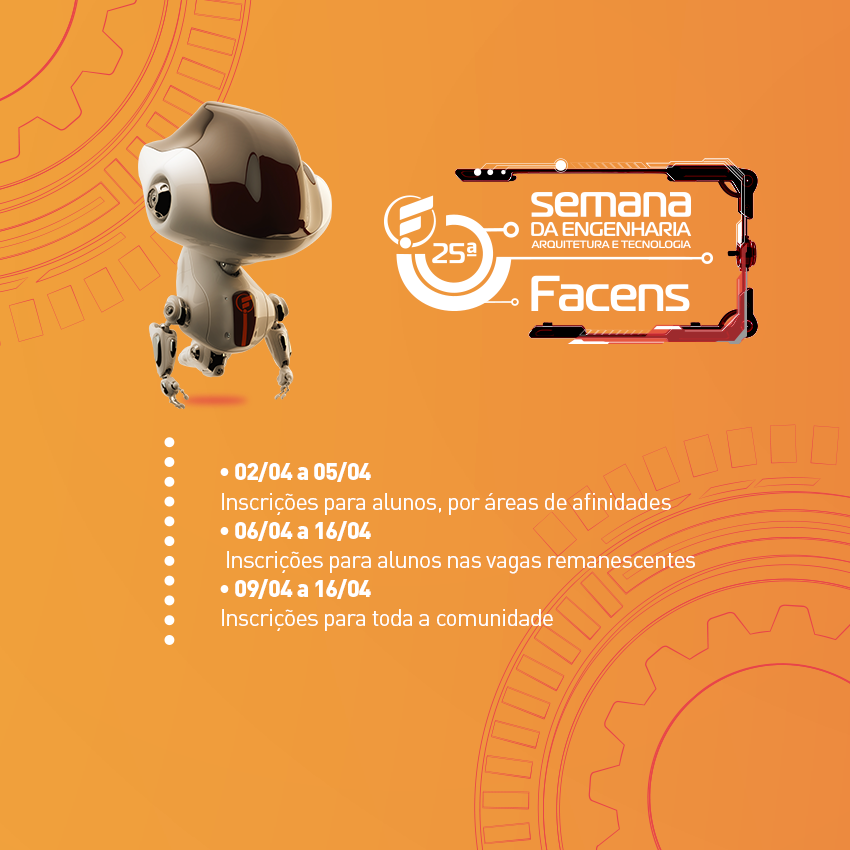 25ª
semana
DA ENGENHARIA
ARQUITETURA E TECNOLOGIA
Facens
• 02/04 a 05/04
Inscrições para alunos, por áreas de afinidades
• 06/04 a 16/04
Inscrições para alunos nas vagas remanescentes
• 09/04 a 16/04
Inscrições para toda a comunidade